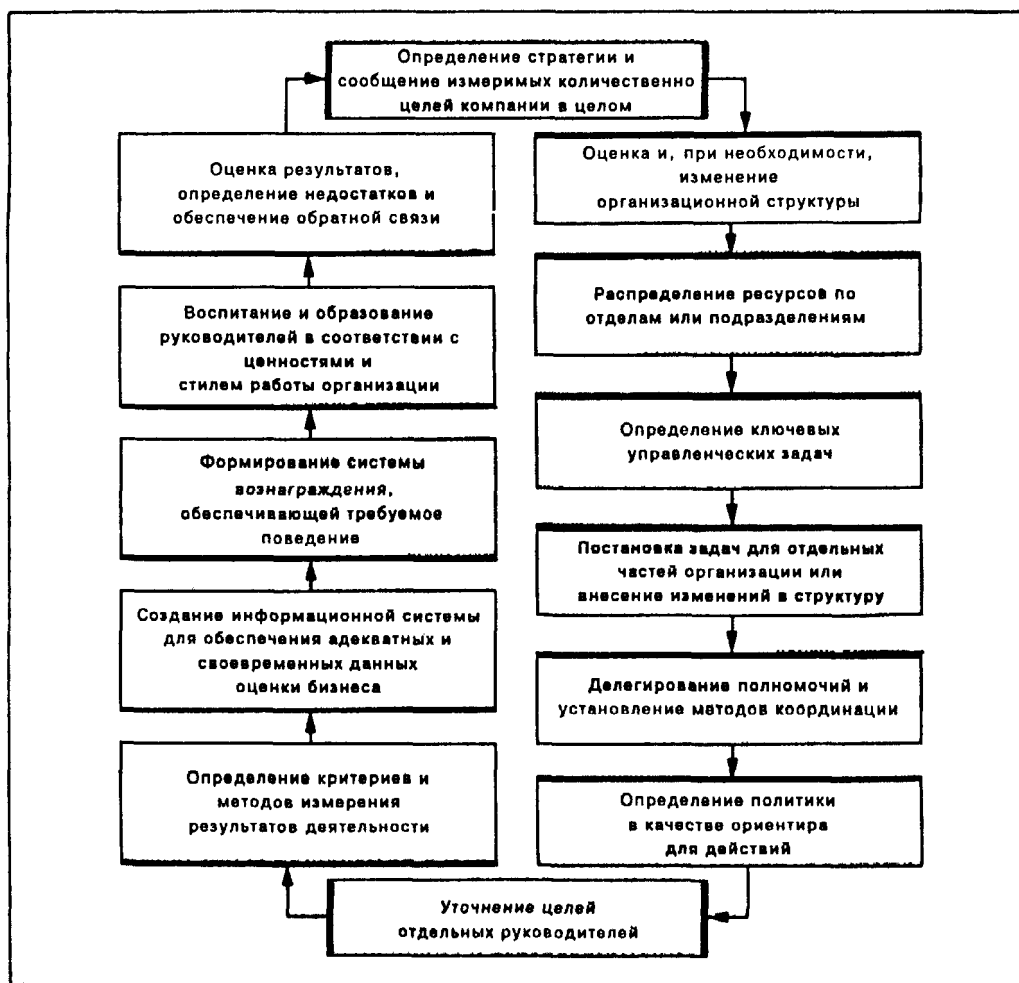 Определение стратегии и
сообщение измеримых количественно
целей компании в целом
Оценка и, при необходимости,
изменение
организационной структуры
Распределение ресурсов по
отделам или подразделениям
Определение ключевых
управленческих задач
Постановка задач для отдельных
частей организации или
внесение изменений в структуру
Делегирование полномочий и
установление методов координации
Определение политики
в качестве ориентира
для действий
Уточнение целей
отдельных руководителей
Определение критериев и
методов измерения
результатов деятельности
Создание информационной системы
для обеспечения адекватных и
своевременных данных
оценки бизнеса
Формирование системы
вознаграждения,
обеспечивающей требуемое
поведение
Воспитание и образование
руководителей в соответствии с
ценностями и
стилем работы организации
Оценка результатов,
определение недостатков и
обеспечение обратной связи